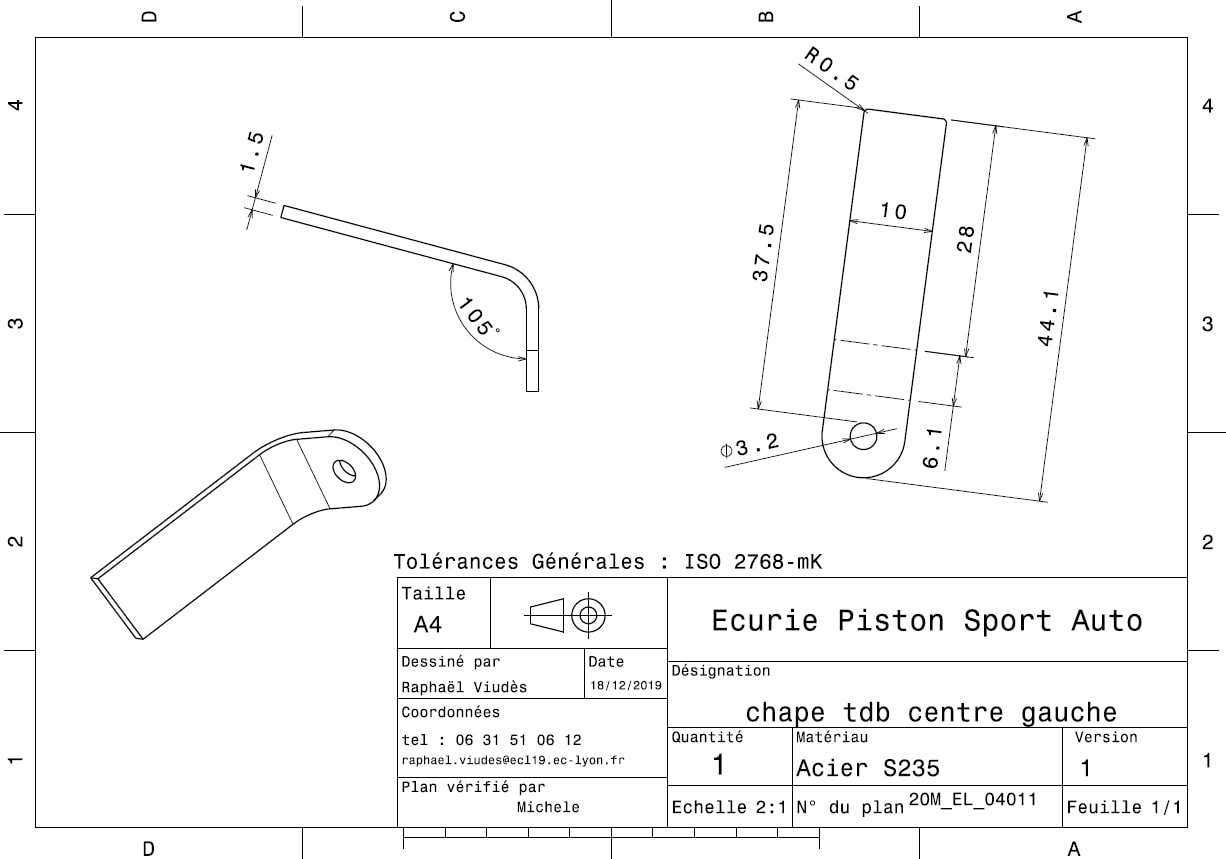 D C B A
4 4
R0.5
1.5
10
28
37.5
3 3
44.1
105°
Ø3.2
6.1
2 2
Tolérances Générales : ISO 2768-mK
Taille
A4
Ecurie Piston Sport Auto
Dessiné par
Date
Raphaël Viudès
18/12/2019
Désignation
chape tdb centre gauche
Coordonnées
tel : 06 31 51 06 12
raphael.viudes@ecl19.ec-lyon.fr
Quantité
1
Matériau
Acier S235
Version
1
1 1
Plan vérifié par
Michele
Echelle 2:1
N° du plan 20M_EL_04011
Feuille 1/1
D A